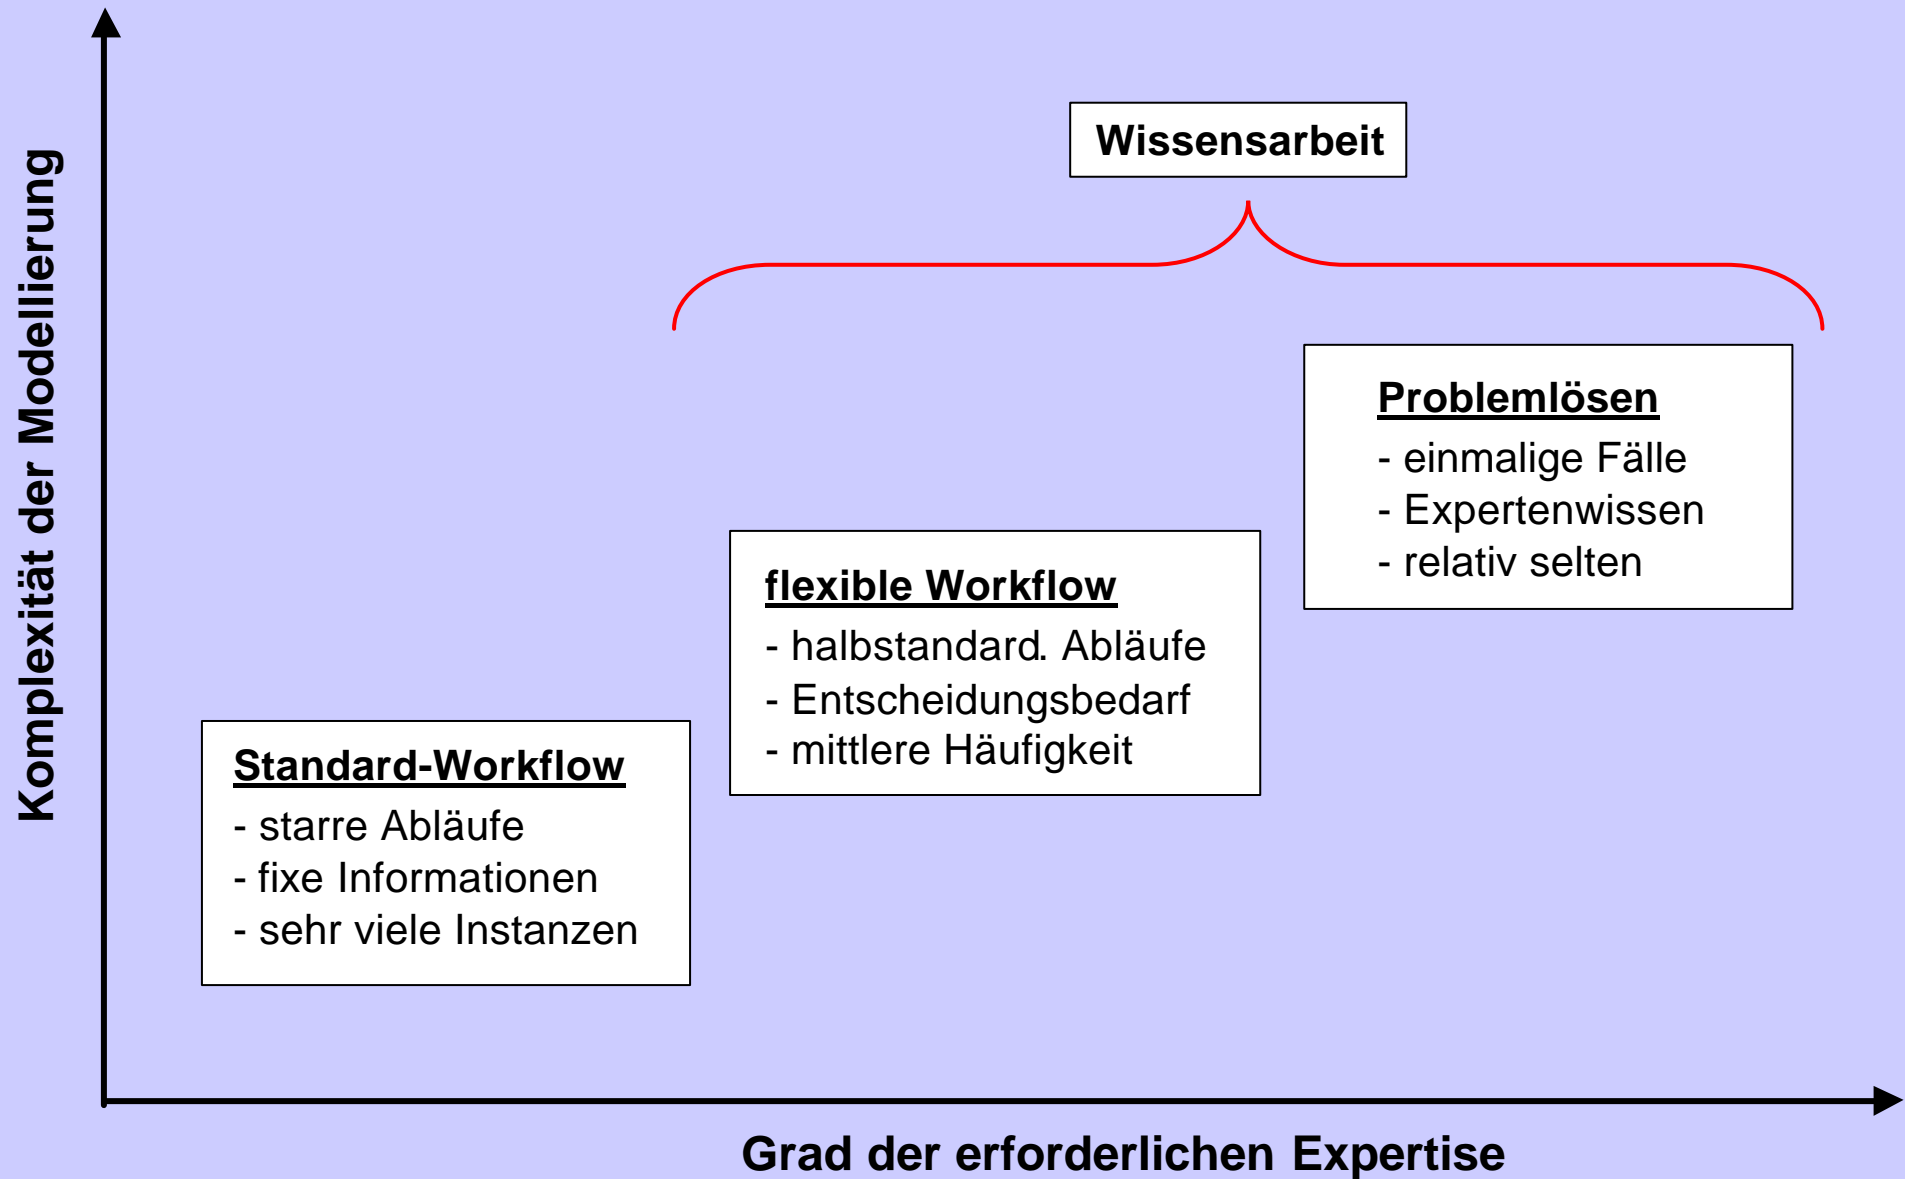 Komplexität der Modellierung
Wissensarbeit
Problemlösen
- einmalige Fälle
- Expertenwissen
- relativ selten
flexible Workflow
- halbstandard. Abläufe
- Entscheidungsbedarf
- mittlere Häufigkeit
Standard-Workflow
- starre Abläufe
- fixe Informationen
- sehr viele Instanzen
Grad der erforderlichen Expertise